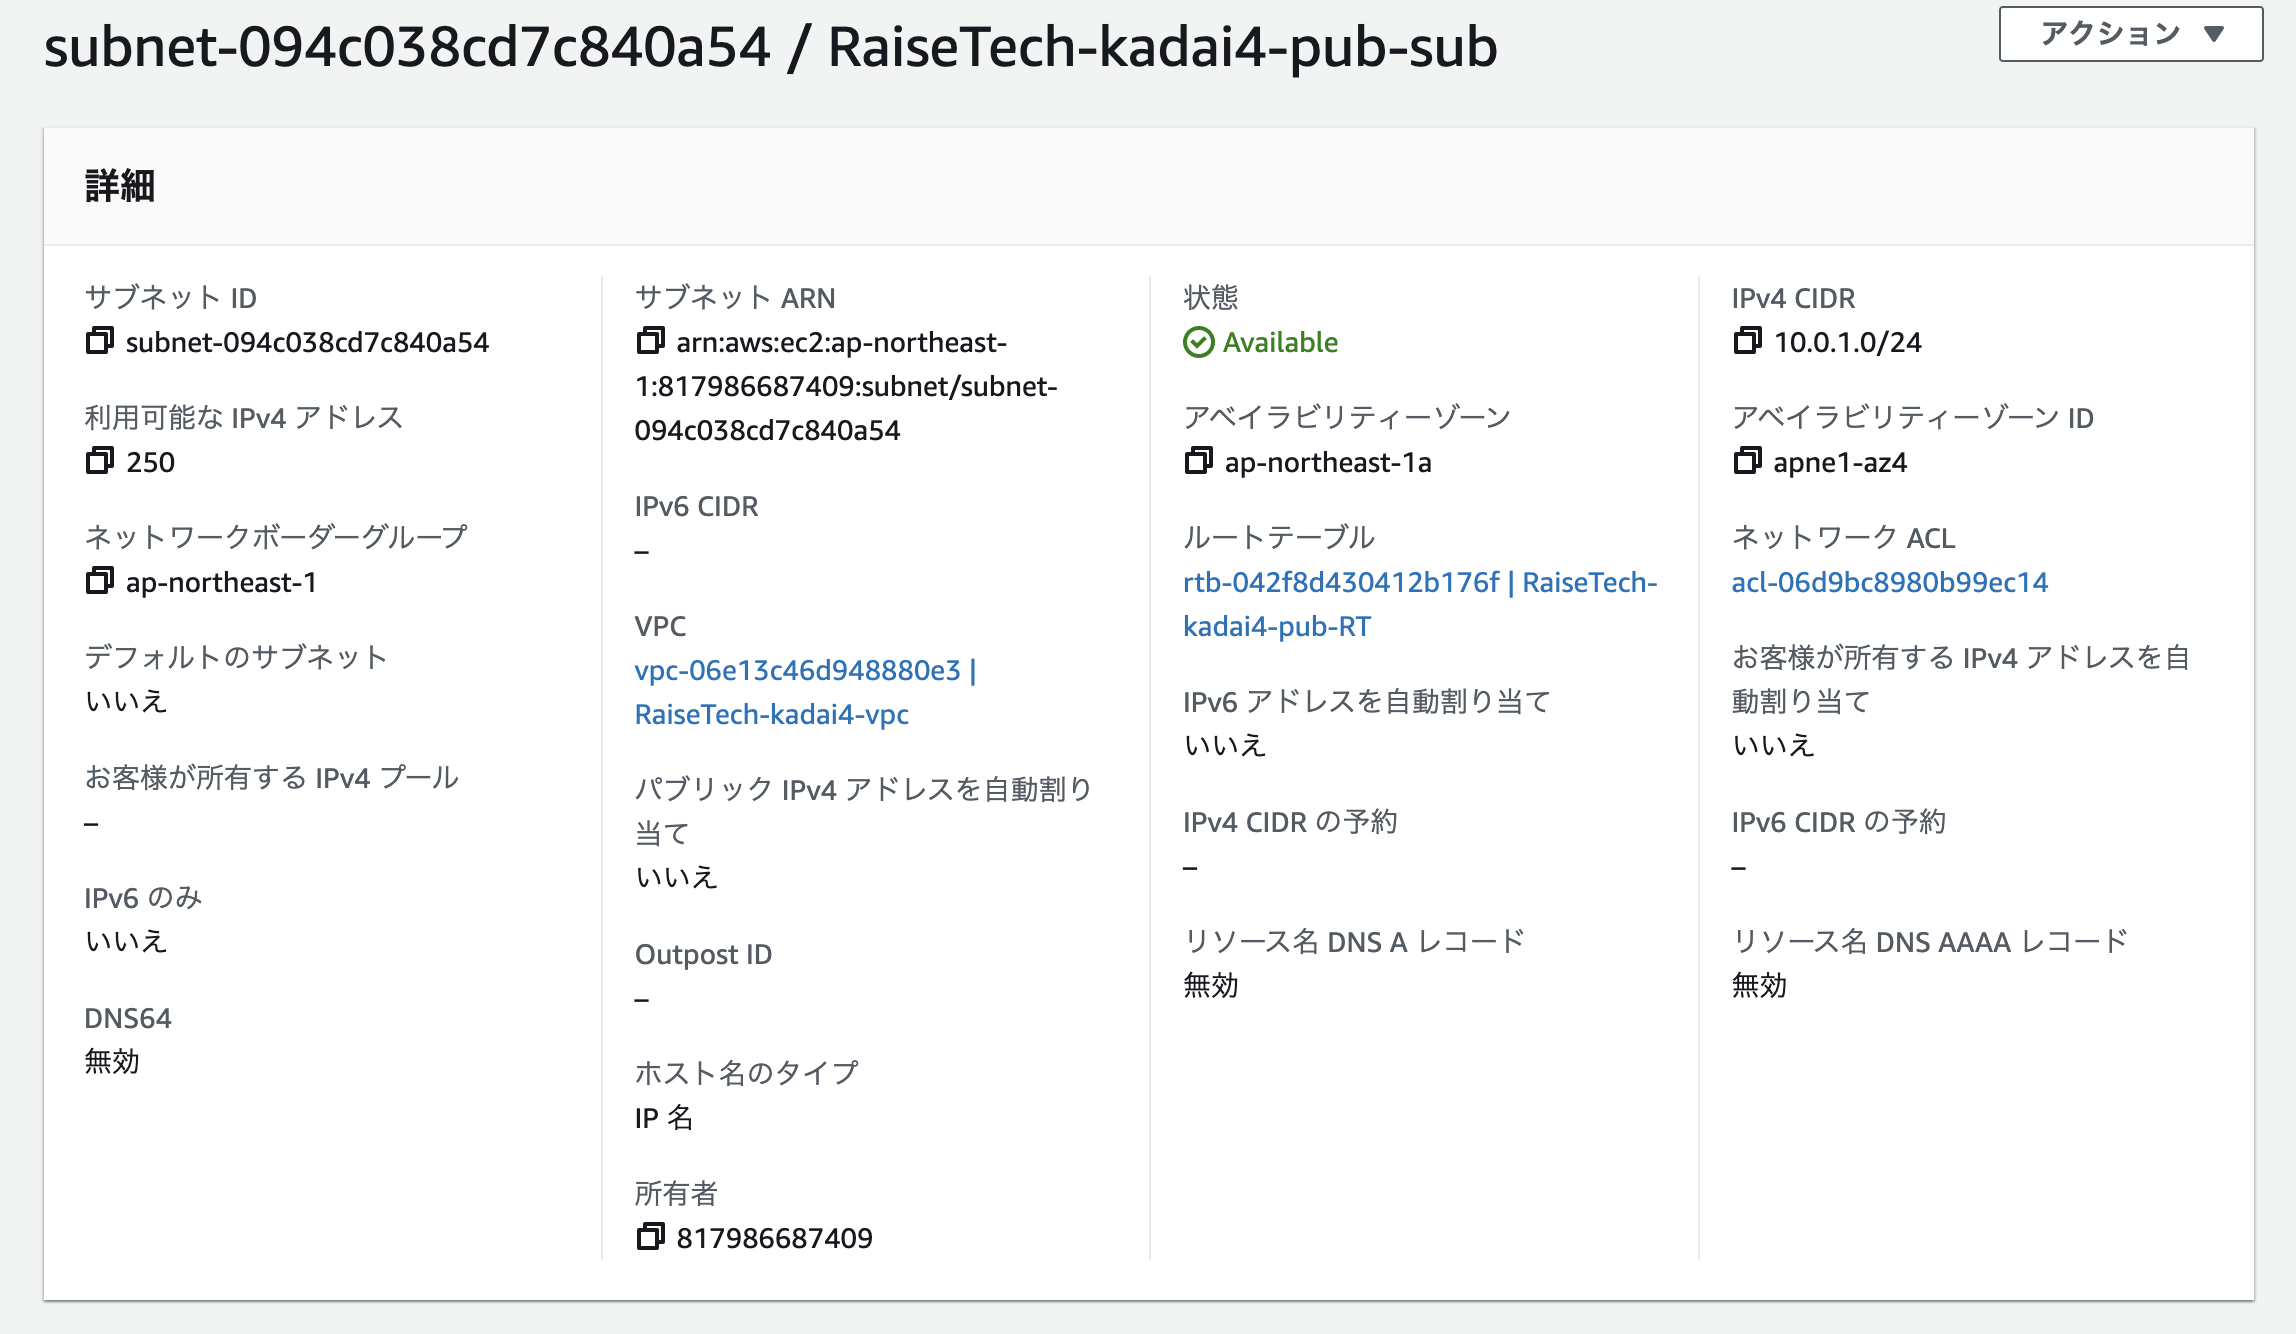 subnet-094c038cd7c840a54 / RaiseTech-kadai4-pub-sub
アクション
詳細
サブネット ID
subnet-094c038cd7c840a54
利用可能な IPv4 アドレス
250
ネットワークボーダーグループ
ap-northeast-1
デフォルトのサブネット
いいえ
お客様が所有する IPv4 プール
–
IPv6 のみ
いいえ
DNS64
無効
サブネット ARN
arn:aws:ec2:ap-northeast-
1:817986687409:subnet/subnet-
094c038cd7c840a54
IPv6 CIDR
–
VPC
vpc-06e13c46d948880e3 |
RaiseTech-kadai4-vpc
パブリック IPv4 アドレスを自動割り
当て
いいえ
Outpost ID
–
ホスト名のタイプ
IP 名
所有者
817986687409
状態
Available
アベイラビリティーゾーン
ap-northeast-1a
ルートテーブル
rtb-042f8d430412b176f | RaiseTech-
kadai4-pub-RT
IPv6 アドレスを自動割り当て
いいえ
IPv4 CIDR の予約
–
リソース名 DNS A レコード
無効
IPv4 CIDR
10.0.1.0/24
アベイラビリティーゾーン ID
apne1-az4
ネットワーク ACL
acl-06d9bc8980b99ec14
お客様が所有する IPv4 アドレスを自
動割り当て
いいえ
IPv6 CIDR の予約
–
リソース名 DNS AAAA レコード
無効